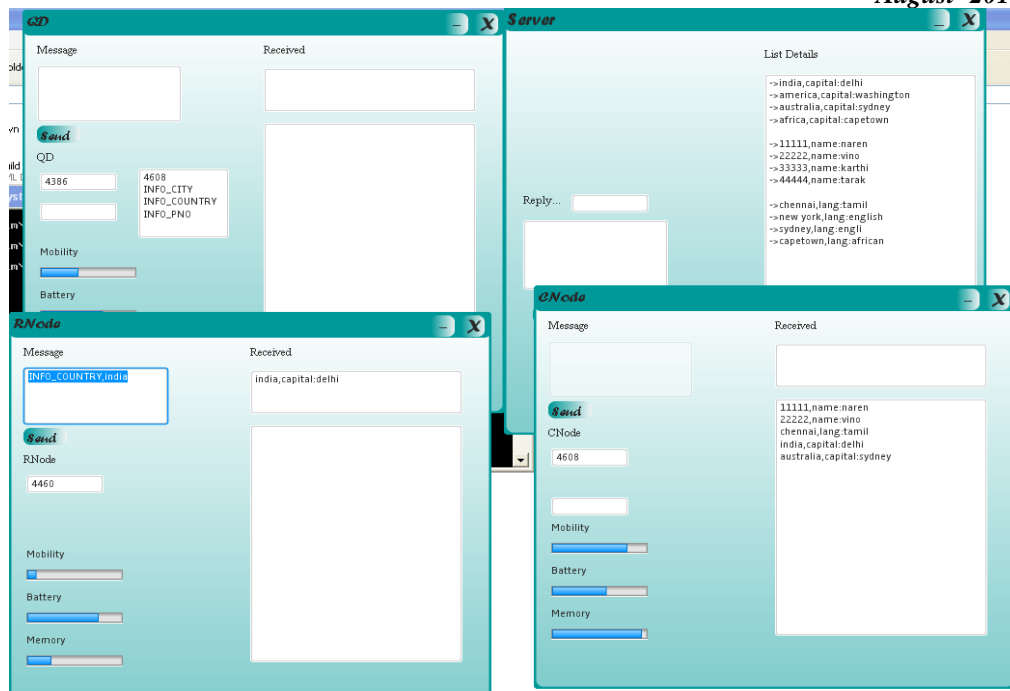 August 201
QD
Message
Received
Send
QD
4386
4608
INFO_CITY
INFO_COUNTRY
INFO_PNO
Mobility
Battery
Server
List Details
->india,capital:delhi
->america,capital:washington
->australia,capital:sydney
->africa,capital:capetown
->11111,name:naren
->22222,name:vino
->33333,name:karthi
->44444,name:tarak
->chennai,lang:tamil
->new york,lang:english
->sydney,lang:engli
->capetown,lang:african
Reply...
RNode
Message
Received
INFO_COUNTRY,india
india,capital:delhi
Send
RNode
4460
Mobility
Battery
Memory
CNode
Message
Received
Send
CNode
4608
11111,name:naren
22222,name:vino
chennai,lang:tamil
india,capital:delhi
australia,capital:sydney
Mobility
Battery
Memory